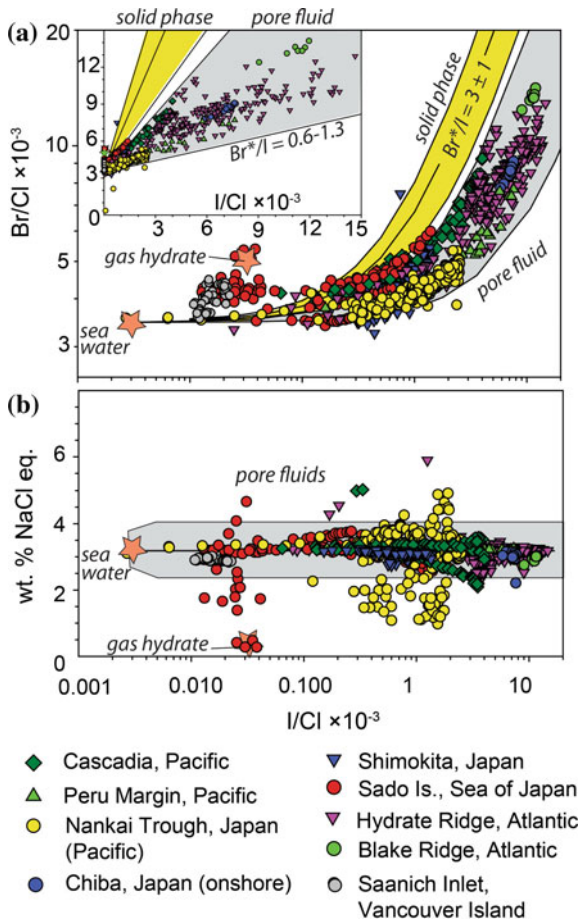 (a)
solid phase
pore fluid
20
Br/Cl ×10⁻³
12
9
6
3
0
Br*/I = 0.6-1.3
I/Cl ×10⁻³
0 3 6 9 12 15
solid phase
Br*/I = 3 ± 1
10
gas hydrate
5
pore fluid
sea
water
3
(b)
wt. % NaCl eq.
6
pore fluids
4
sea
water
2
gas hydrate
0
0.001 0.010 0.100 1 10
I/Cl ×10⁻³
Cascadia, Pacific
Peru Margin, Pacific
Nankai Trough, Japan
(Pacific)
Chiba, Japan (onshore)
Shimokita, Japan
Sado Is., Sea of Japan
Hydrate Ridge, Atlantic
Blake Ridge, Atlantic
Saanich Inlet,
Vancouver Island